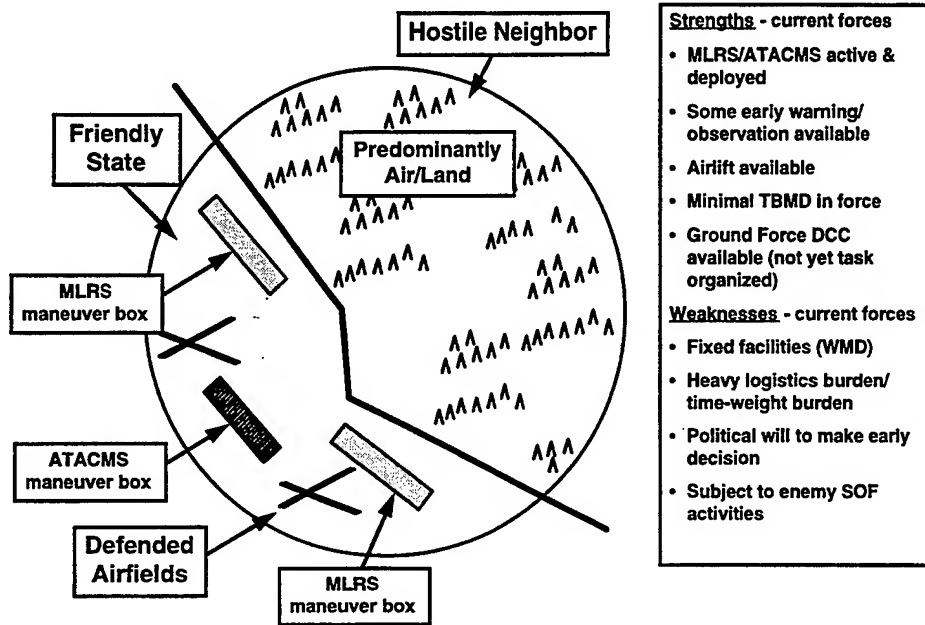 Hostile Neighbor
Friendly
State
Predominantly
Air/Land
MLRS
maneuver box
ATACMS
maneuver box
Defended
Airfields
MLRS
maneuver box
Strengths - current forces
• MLRS/ATACMS active &
deployed
• Some early warning/
observation available
• Airlift available
• Minimal TBMD in force
• Ground Force DCC
available (not yet task
organized)
Weaknesses - current forces
• Fixed facilities (WMD)
• Heavy logistics burden/
time-weight burden
• Political will to make early
decision
• Subject to enemy SOF
activities